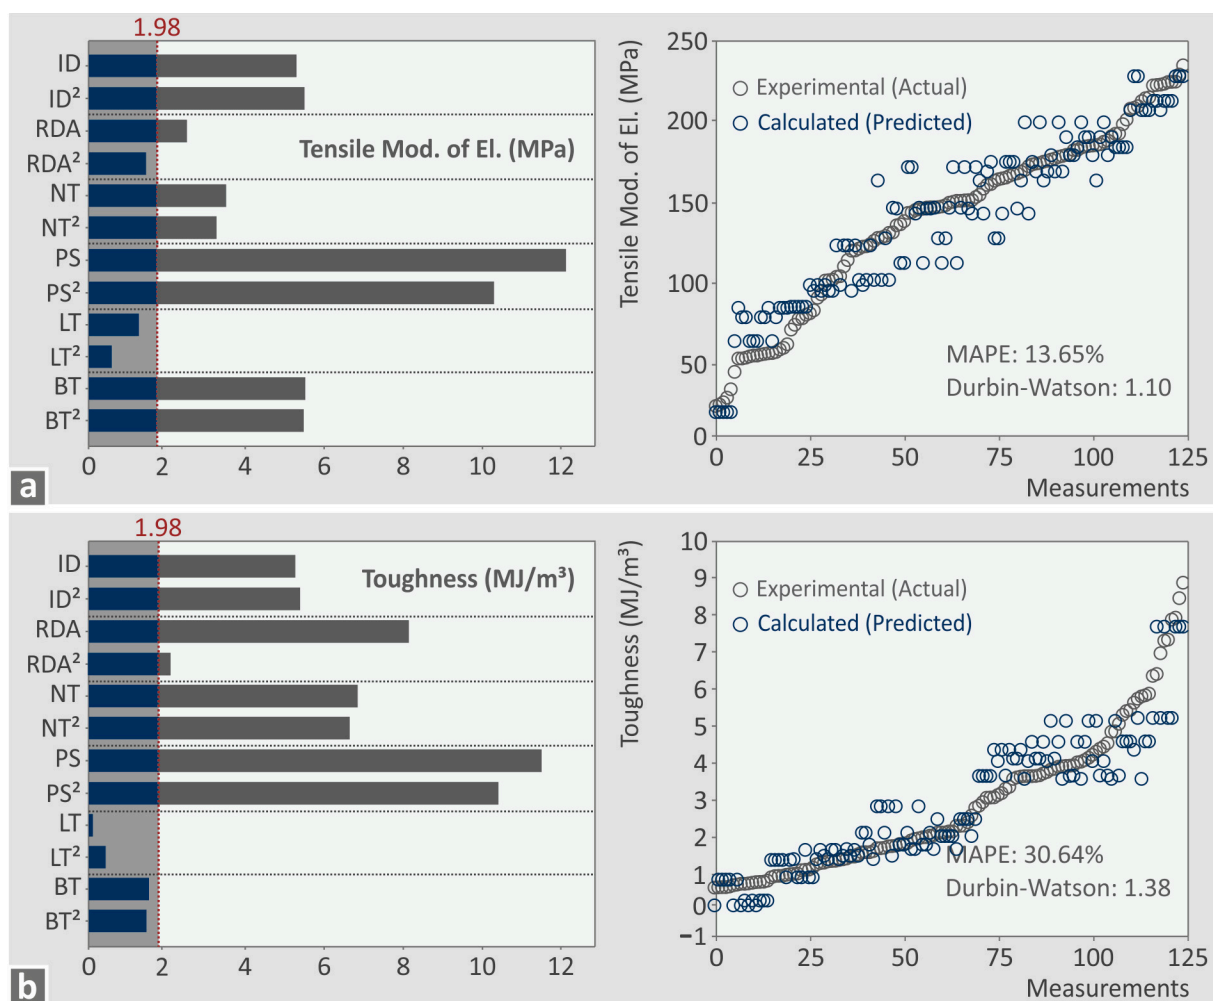 1.98
ID
ID²
RDA
RDA²
NT
NT²
PS
PS²
LT
LT²
BT
BT²
Tensile Mod. of El. (MPa)
0 2 4 6 8 10 12
a
Tensile Mod. of El. (MPa)
250
200
150
100
50
0
Experimental (Actual)
Calculated (Predicted)
MAPE: 13.65%
Durbin-Watson: 1.10
0 25 50 75 100 125
Measurements
1.98
ID
ID²
RDA
RDA²
NT
NT²
PS
PS²
LT
LT²
BT
BT²
Toughness (MJ/m³)
0 2 4 6 8 10 12
b
Toughness (MJ/m³)
10
9
8
7
6
5
4
3
2
1
0
−1
Experimental (Actual)
Calculated (Predicted)
MAPE: 30.64%
Durbin-Watson: 1.38
0 25 50 75 100 125
Measurements